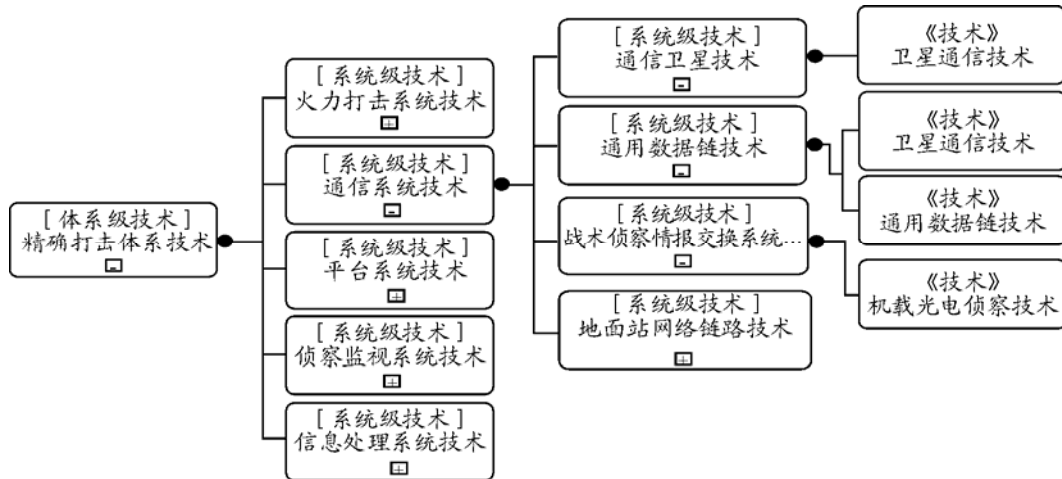 [体系级技术]
精确打击体系技术
[系统级技术]
火力打击系统技术
[系统级技术]
通信系统技术
[系统级技术]
平台系统技术
[系统级技术]
侦察监视系统技术
[系统级技术]
信息处理系统技术
[系统级技术]
通信卫星技术
[系统级技术]
通用数据链技术
[系统级技术]
战术侦察情报交换系统...
[系统级技术]
地面站网络链路技术
《技术》
卫星通信技术
《技术》
卫星通信技术
《技术》
通用数据链技术
《技术》
机载光电侦察技术